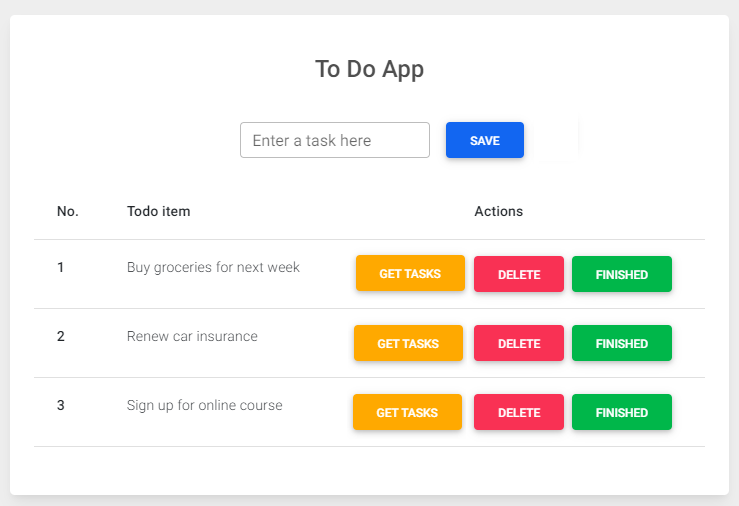 To Do App
Enter a task here SAVE
No. Todo item Actions
1 Buy groceries for next week GET TASKS DELETE FINISHED
2 Renew car insurance GET TASKS DELETE FINISHED
3 Sign up for online course GET TASKS DELETE FINISHED